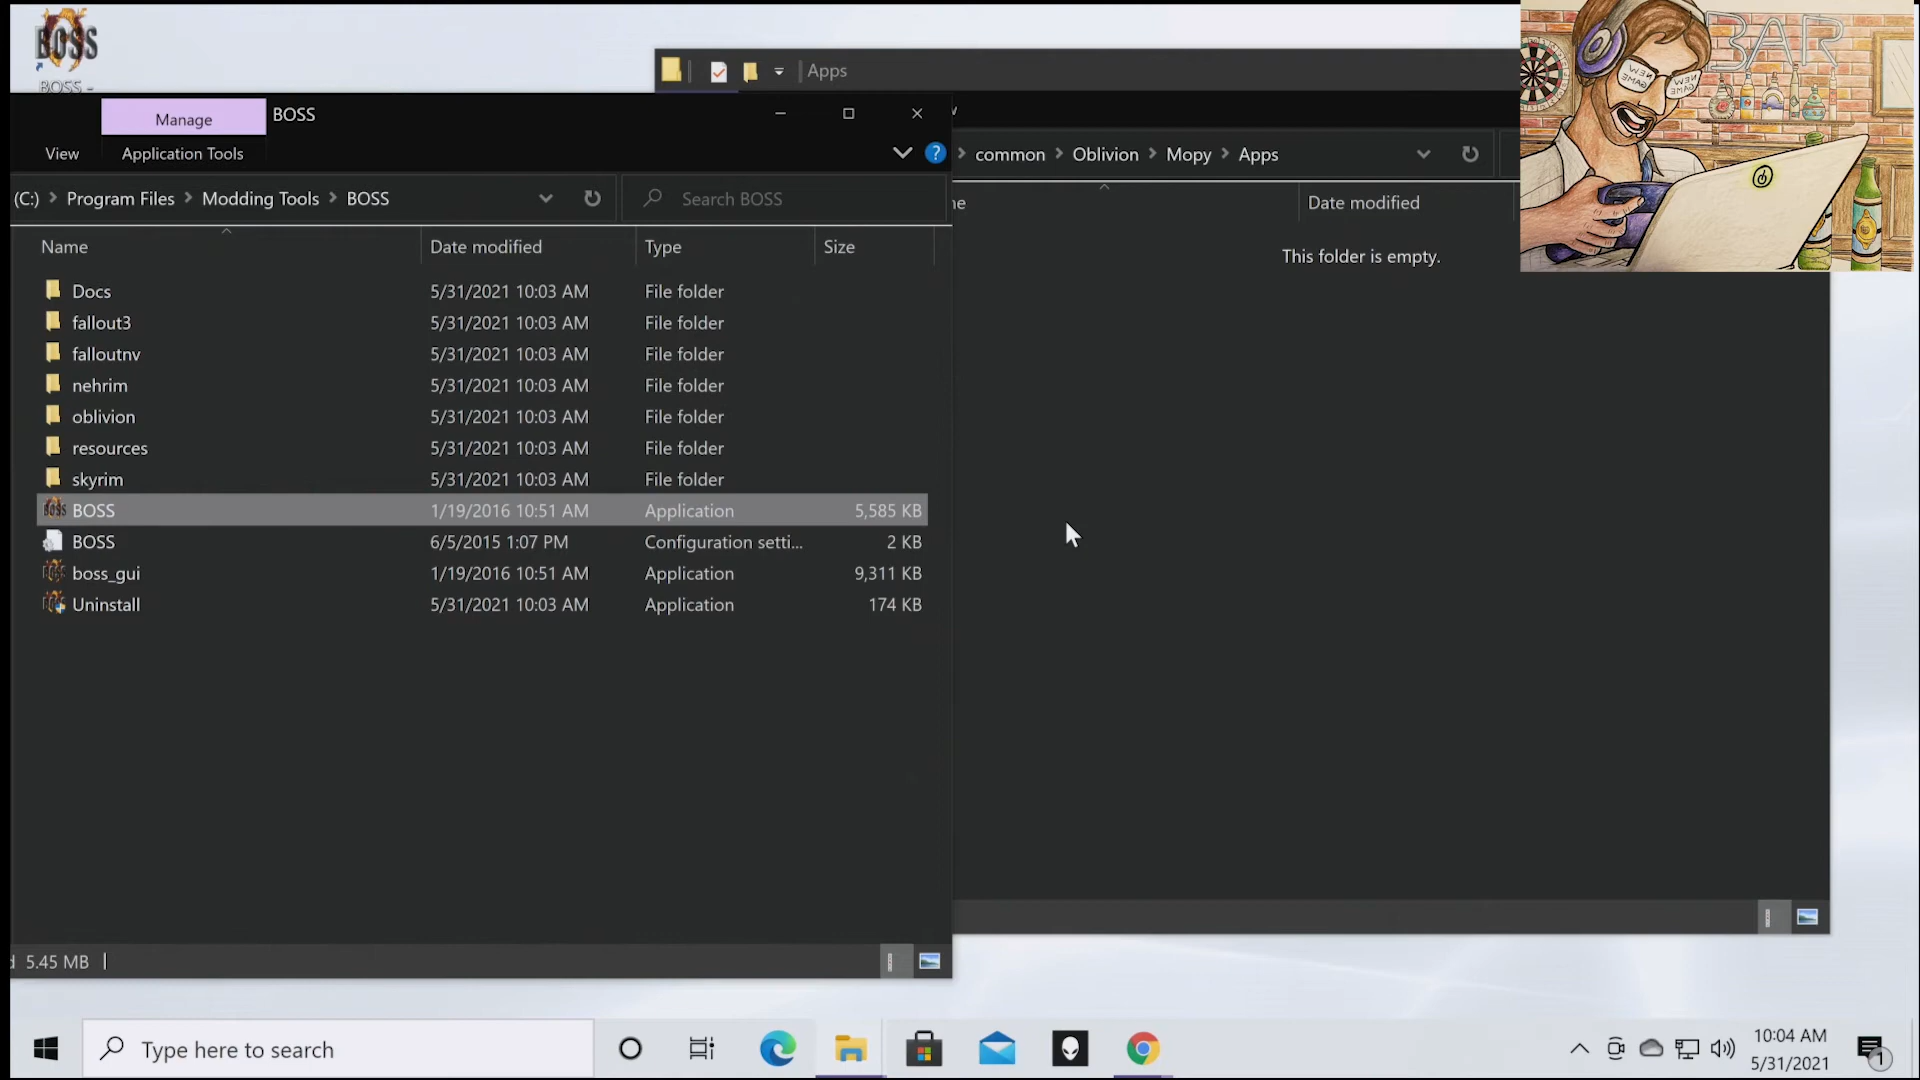 BOSS
BOSS -
Apps
Manage
BOSS
View
Application Tools
?
common
Oblivion
Mopy
Apps
(C:)
Program Files
Modding Tools
BOSS
Search BOSS
Date modified
This folder is empty.
Name
Date modified
Type
Size
Docs
5/31/2021 10:03 AM
File folder
fallout3
5/31/2021 10:03 AM
File folder
falloutnv
5/31/2021 10:03 AM
File folder
nehrim
5/31/2021 10:03 AM
File folder
oblivion
5/31/2021 10:03 AM
File folder
resources
5/31/2021 10:03 AM
File folder
skyrim
5/31/2021 10:03 AM
File folder
BOSS
1/19/2016 10:51 AM
Application
5,585 KB
BOSS
6/5/2015 1:07 PM
Configuration setti...
2 KB
boss_gui
1/19/2016 10:51 AM
Application
9,311 KB
Uninstall
5/31/2021 10:03 AM
Application
174 KB
5.45 MB
BAR
NEW GAME
NEW GAME
Type here to search
10:04 AM
5/31/2021
1